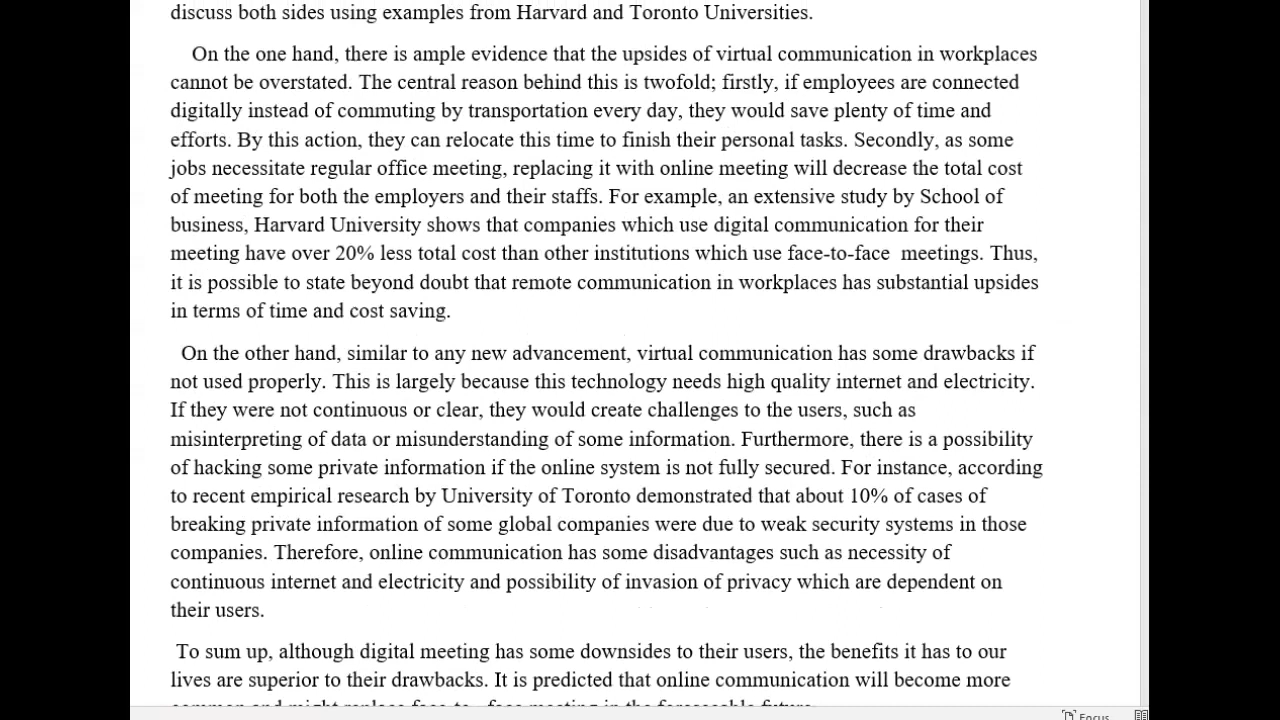 discuss both sides using examples from Harvard and Toronto Universities.
On the one hand, there is ample evidence that the upsides of virtual communication in workplaces
cannot be overstated. The central reason behind this is twofold; firstly, if employees are connected
digitally instead of commuting by transportation every day, they would save plenty of time and
efforts. By this action, they can relocate this time to finish their personal tasks. Secondly, as some
jobs necessitate regular office meeting, replacing it with online meeting will decrease the total cost
of meeting for both the employers and their staffs. For example, an extensive study by School of
business, Harvard University shows that companies which use digital communication for their
meeting have over 20% less total cost than other institutions which use face-to-face  meetings. Thus,
it is possible to state beyond doubt that remote communication in workplaces has substantial upsides
in terms of time and cost saving.
On the other hand, similar to any new advancement, virtual communication has some drawbacks if
not used properly. This is largely because this technology needs high quality internet and electricity.
If they were not continuous or clear, they would create challenges to the users, such as
misinterpreting of data or misunderstanding of some information. Furthermore, there is a possibility
of hacking some private information if the online system is not fully secured. For instance, according
to recent empirical research by University of Toronto demonstrated that about 10% of cases of
breaking private information of some global companies were due to weak security systems in those
companies. Therefore, online communication has some disadvantages such as necessity of
continuous internet and electricity and possibility of invasion of privacy which are dependent on
their users.
To sum up, although digital meeting has some downsides to their users, the benefits it has to our
lives are superior to their drawbacks. It is predicted that online communication will become more
common and might replace face-to- face meeting in the foreseeable future.
Focus